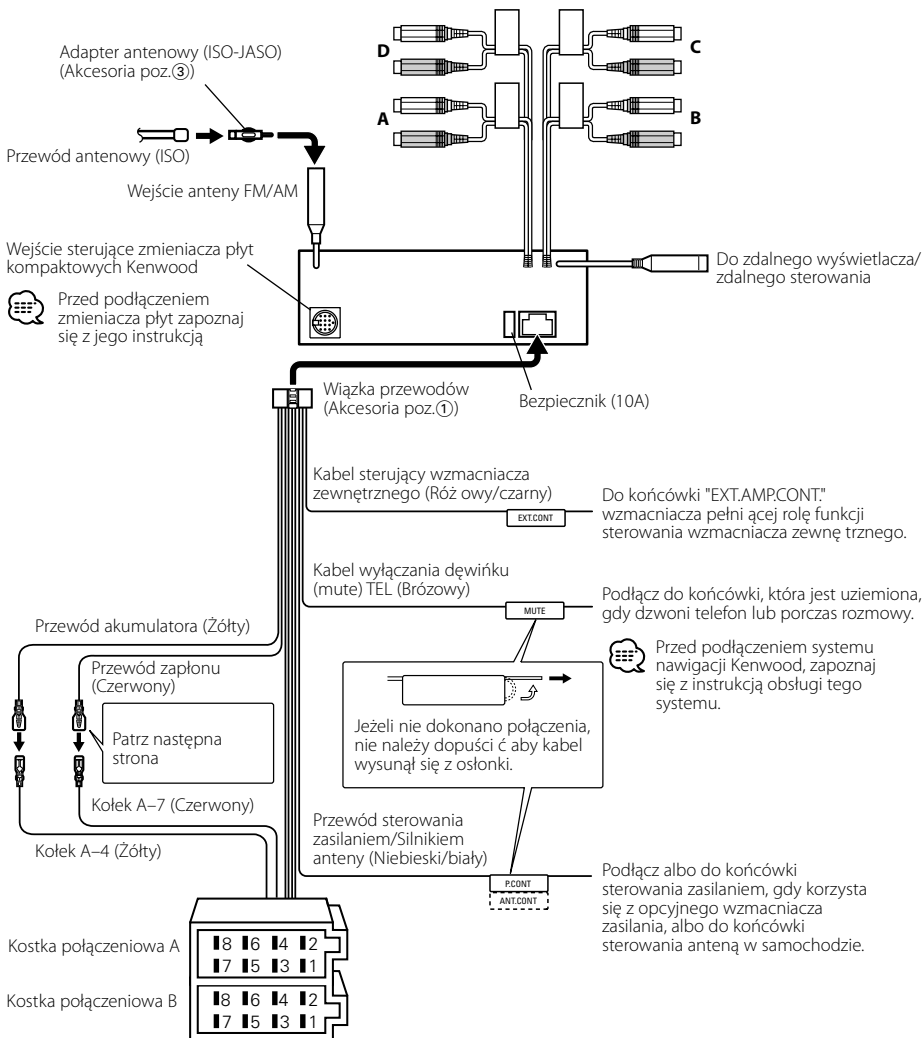 D
C
A
B
Adapter antenowy (ISO-JASO)
(Akcesoria poz.③)
Przewód antenowy (ISO)
Wejście anteny FM/AM
Wejście sterujące zmieniacza płyt
kompaktowych Kenwood
Przed podłączeniem
zmieniacza płyt zapoznaj
się z jego instrukcją
Do zdalnego wyświetlacza/
zdalnego sterowania
Wiązka przewodów
(Akcesoria poz.①)
Bezpiecznik (10A)
Kabel sterujący wzmacniacza
zewnętrznego (Róż owy/czarny)
EXT.CONT
Do końcówki "EXT.AMP.CONT."
wzmacniacza pełni ącej rolę funkcji
sterowania wzmacniacza zewnę trznego.
Kabel wyłączania dęwińku
(mute) TEL (Brózowy)
MUTE
Podłącz do końcówki, która jest uziemiona,
gdy dzwoni telefon lub porczas rozmowy.
Przed podłączeniem systemu
nawigacji Kenwood, zapoznaj
się z instrukcją obsługi tego
systemu.
Przewód akumulatora (Żółty)
Przewód zapłonu
(Czerwony)
Patrz następna
strona
Jeżeli nie dokonano połączenia,
nie należy dopuści ć aby kabel
wysunął się z osłonki.
Kołek A–7 (Czerwony)
Kołek A–4 (Żółty)
Przewód sterowania
zasilaniem/Silnikiem
anteny (Niebieski/biały)
P.CONT
ANT.CONT
Podłącz albo do końcówki
sterowania zasilaniem, gdy korzysta
się z opcyjnego wzmacniacza
zasilania, albo do końcówki
sterowania anteną w samochodzie.
Kostka połączeniowa A
8 6 4 2
7 5 3 1
Kostka połączeniowa B
8 6 4 2
7 5 3 1